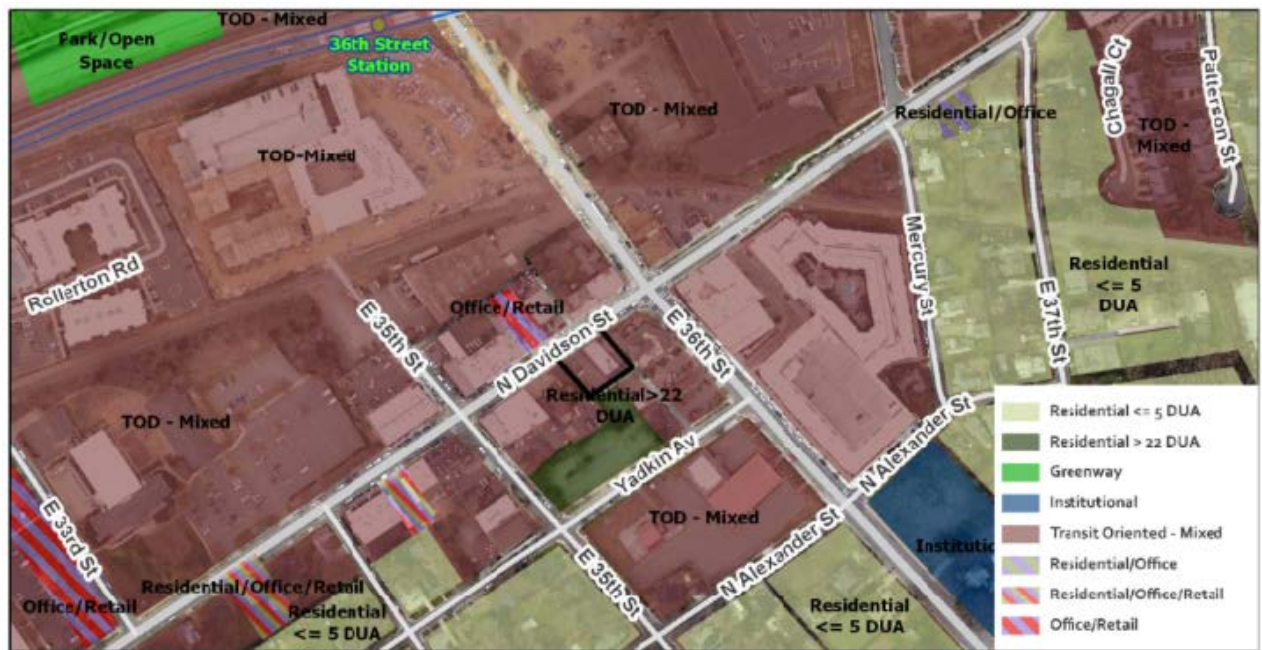 TOD - Mixed
Park/Open
Space
36th Street
Station
TOD - Mixed
Residential/Office
Chagall Ct
Patterson St
TOD -
Mixed
TOD-Mixed
Rollerton Rd
Mercury St
E 37th St
Residential
<= 5
DUA
Office/Retail
E 35th St
N Davidson St
E 36th St
Residential>22
DUA
TOD - Mixed
Yadkin Av
N Alexander St
TOD - Mixed
E 33rd St
Office/Retail
Residential/Office/Retail
Residential
<= 5 DUA
E 35th St
N Alexander St
Residential
<= 5 DUA
Institutio
Residential <= 5 DUA
Residential > 22 DUA
Greenway
Institutional
Transit Oriented - Mixed
Residential/Office
Residential/Office/Retail
Office/Retail